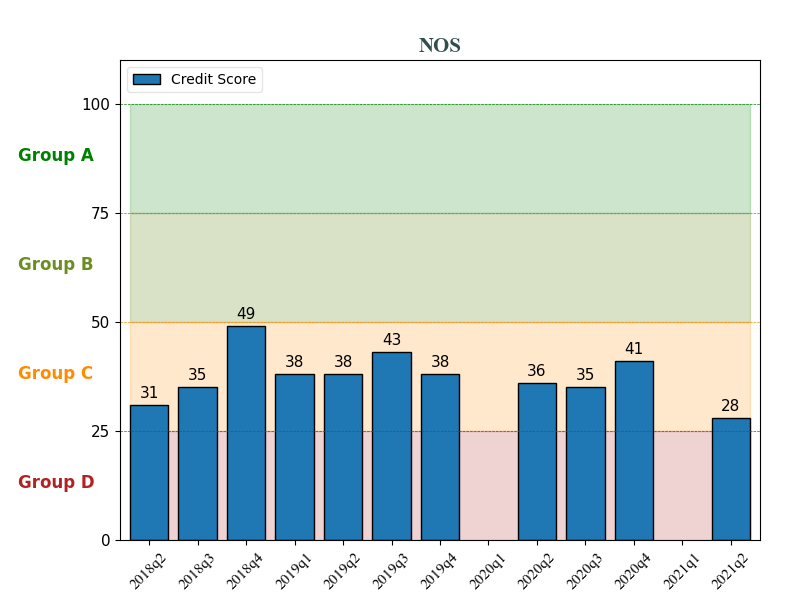 NOS
Credit Score
100
Group A
75
Group B
50
49
43
41
38
38
38
Group C
36
35
35
31
28
25
Group D
0
2018q2
2018q3
2018q4
2019q1
2019q2
2019q3
2019q4
2020q1
2020q2
2020q3
2020q4
2021q1
2021q2